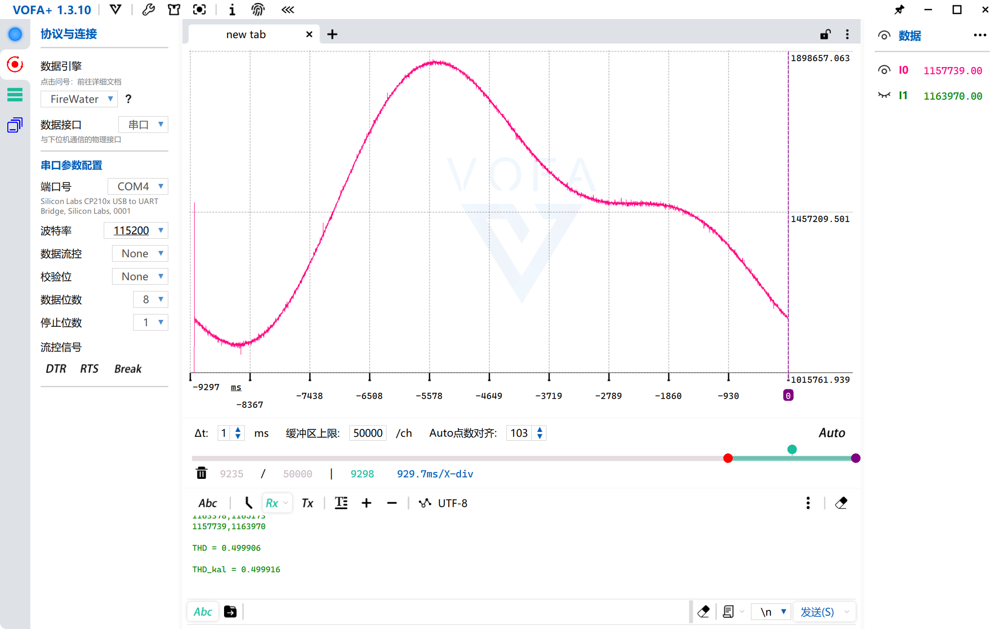 VOFA+ 1.3.10
协议与连接
数据引擎
点击问号：前往详细文档
FireWater ?
数据接口 串口
与下位机通信的物理接口
串口参数配置
端口号 COM4
Silicon Labs CP210x USB to UART
Bridge, Silicon Labs, 0001
波特率 115200
数据流控 None
校验位 None
数据位数 8
停止位数 1
流控信号
DTR RTS Break
new tab
VOFA
1898657.063
1457209.501
1015761.939
-9297 ms
-8367
-7438 -6508 -5578 -4649 -3719 -2789 -1860 -930 0
Δt: 1 ms 缓冲区上限: 50000 /ch Auto点数对齐: 103 Auto
9235 / 50000 | 9298 929.7ms/X-div
Abc Rx Tx UTF-8
1163378,1165173
1157739,1163970
THD = 0.499906
THD_kal = 0.499916
Abc \n 发送(S)
数据
I0 1157739.00
I1 1163970.00